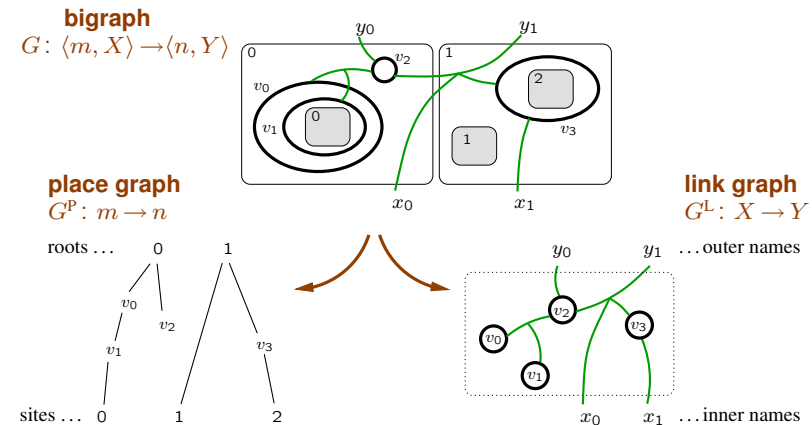 bigraph
G: ⟨m, X⟩→⟨n, Y⟩
y₀ y₁
0 v₂ 1
v₀ 2
v₁ 0 v₃
1
x₀ x₁
place graph
Gᴾ: m→n
link graph
Gᴸ: X→Y
roots ... 0 1
y₀ y₁ ...outer names
v₀
v₂
v₂
v₃
v₀
v₁
v₃
v₁
sites ... 0 1 2
x₀ x₁ ...inner names